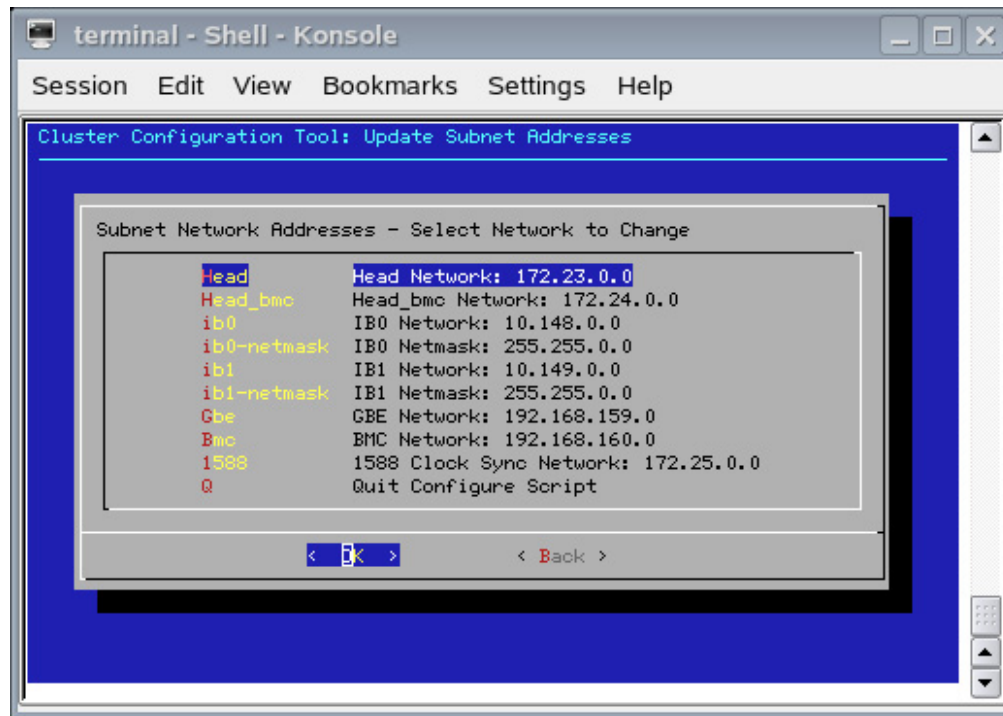 terminal - Shell - Konsole
Session Edit View Bookmarks Settings Help
Cluster Configuration Tool: Update Subnet Addresses
Subnet Network Addresses - Select Network to Change
Head Head Network: 172.23.0.0
Head_bmc Head_bmc Network: 172.24.0.0
ib0 IB0 Network: 10.148.0.0
ib0-netmask IB0 Netmask: 255.255.0.0
ib1 IB1 Network: 10.149.0.0
ib1-netmask IB1 Netmask: 255.255.0.0
Gbe GBE Network: 192.168.159.0
Bmc BMC Network: 192.168.160.0
1588 1588 Clock Sync Network: 172.25.0.0
Q Quit Configure Script
< OK > < Back >